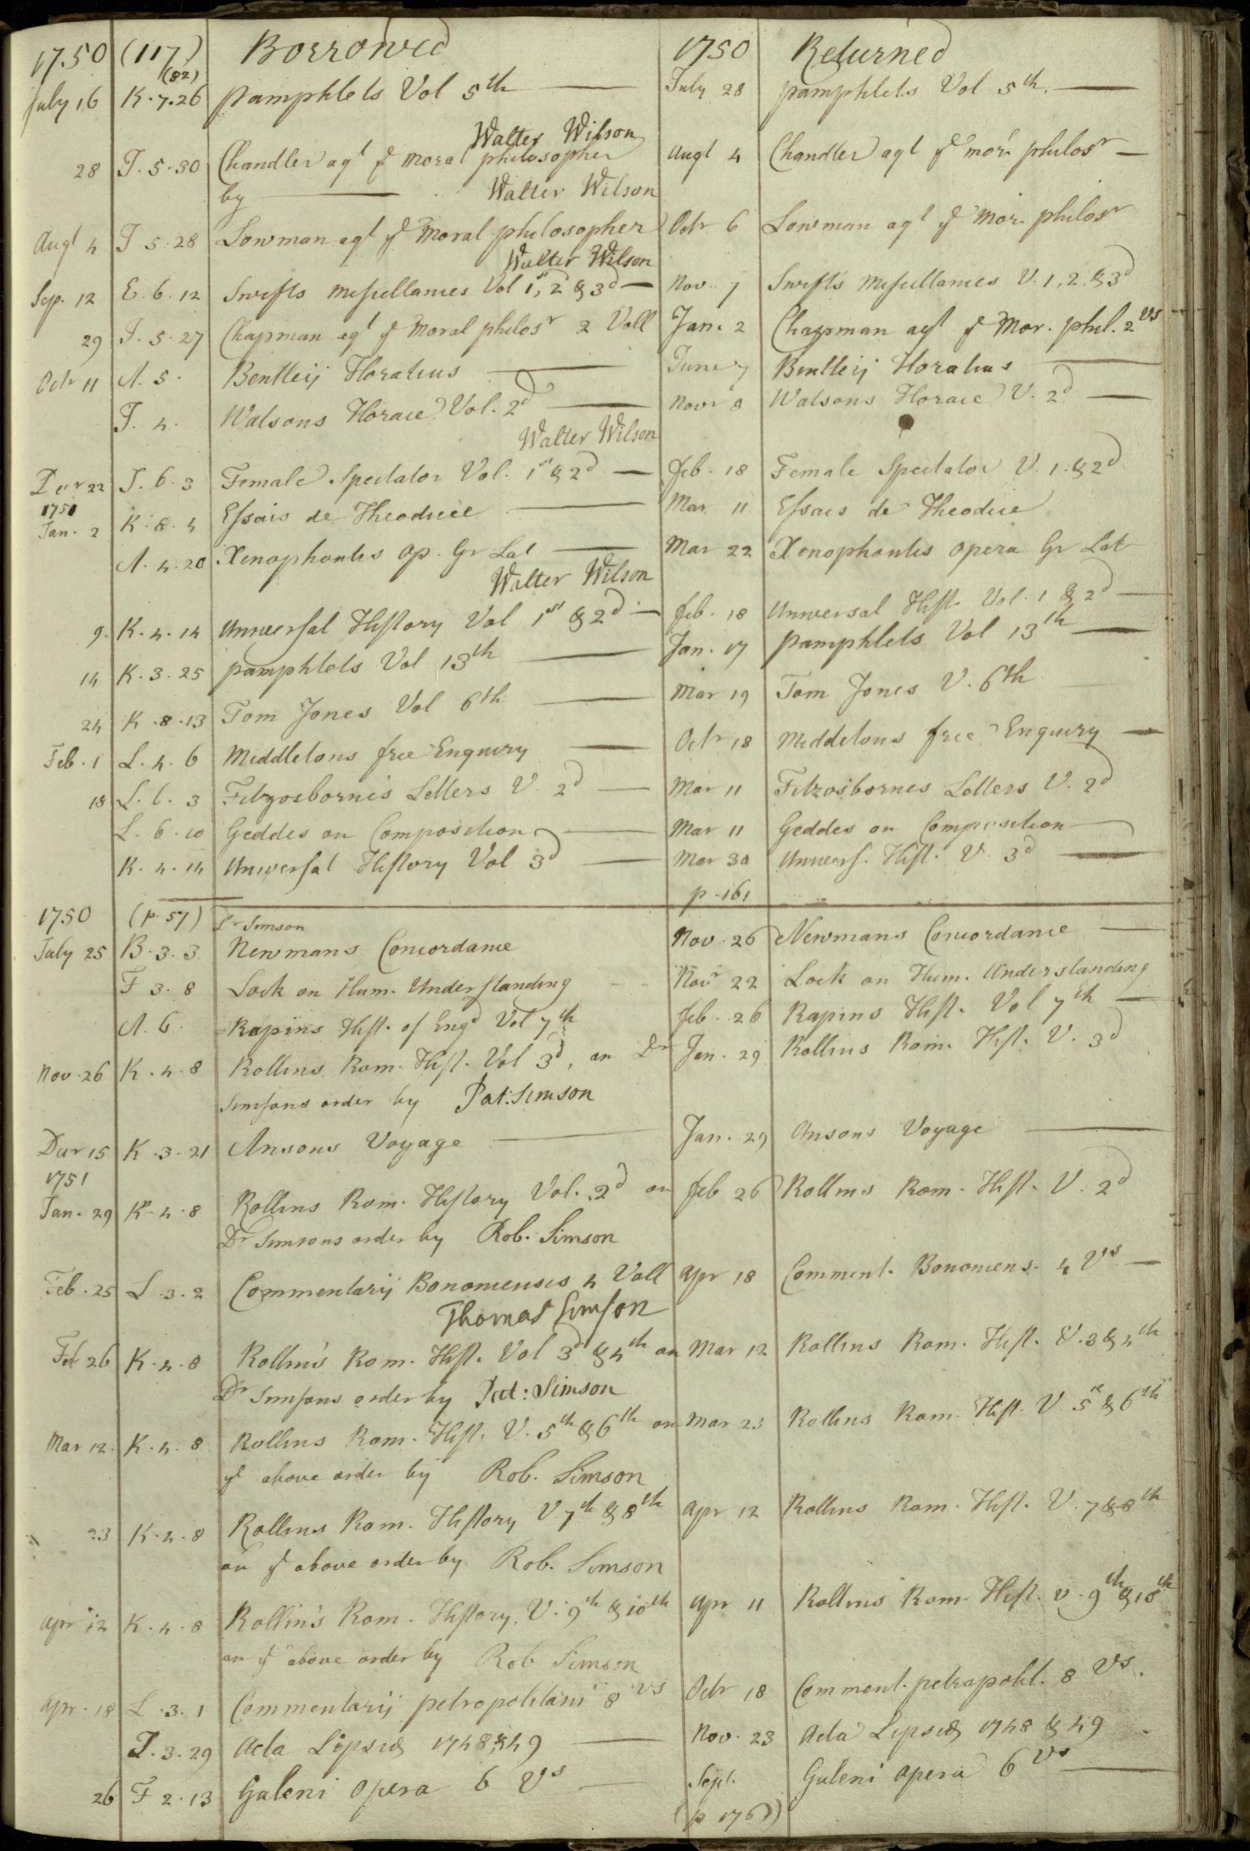 1750 (117) Borrowed 1750 Returned
(82)
July 16 K.7.26 pamphlets Vol 5th July 28 pamphlets Vol 5th.
Walter Wilson
28 J.5.30 Chandler agt ye moral philosopher Augt 4 Chandler agt ye mor. philosr
by Walter Wilson
Augt 4 J 5.28 Lowman agt ye Moral philosopher Octr 6 Lowman agt ye Mor. philosr
Walter Wilson
Sep. 12 E.6.12 Swifts Miscellanies Vol 1st, 2 & 3d Nov. 7 Swifts Miscellanies V.1, 2. & 3d
29 J.5.27 Chapman agt ye Moral philosr 2 Voll Jan. 2 Chapman agt ye Mor. phil. 2 vs
Octr 11 A.5. Bentleij Horatius June 7 Bentleij Horatius
J.4. Watsons Horace Vol. 2d Novr 8 Watsons Horace V. 2d
Walter Wilson
Decr 22 J.6.3 Female Spectator Vol. 1st & 2d Feb. 18 Female Spectator V. 1. & 2d
1751
Jan. 2 K.8.4 Essais de Theodicée Mar 11 Essais de Theodicée
A.4.20 Xenophontis Op. Gr Lat Mar 22 Xenophontis opera Gr Lat
Walter Wilson
9. K.4.14 Universal History Vol 1st & 2d Feb. 18 Universal Hist. Vol. 1 & 2d
14 K.3.25 pamphlets Vol 13th Jan. 17 pamphlets Vol 13th
24 K.8.13 Tom Jones Vol 6th Mar 19 Tom Jones V. 6th
Feb. 1 L.4.6 Middletons free Enquiry Octr 18 Middletons free Enquiry
18 L.6.3 Fitzosborne's Letters V. 2d Mar 11 Fitzosbornes Letters V. 2d
L.6.10 Geddes on Composition Mar 11 Geddes on Composition
K.4.14 Universal History Vol 3d Mar 30 Univers. Hist. V. 3d
p.161
1750 (p.57) Dr Simson
July 25 B.3.3 Newmans Concordance Nov. 26 Newmans Concordance
F 3.8 Lock on Hum. Understanding Novr 22 Lock on Hum. Understanding
A.6. Rapins Hist. of Engd Vol 7th Feb. 26 Rapins Hist. Vol 7th
Nov. 26 K.4.8 Rollins Rom. Hist. Vol 3d, on Dr Jan. 29 Rollins Rom. Hist. V. 3d
Simsons order by Pat: Simson
Decr 15 K.3.21 Ansons Voyage Jan. 29 Ansons Voyage
1751
Jan. 29 K.4.8 Rollins Rom. History Vol. 2d on Feb 26 Rollins Rom. Hist. V. 2d
Dr Simsons order by Rob. Simson
Feb. 25 L.3.2 Commentarij Bononienses 4 Voll Apr 18 Comment. Bononiens. 4 Vs
Thomas Simson
Feb 26 K.4.8 Rollin's Rom. Hist. Vol 3d & 4th on Mar 12 Rollins Rom. Hist. V. 3 & 4th
Dr Simsons order by Pat: Simson
Mar 12. K.4.8 Rollins Rom. Hist. V. 5th & 6th on Mar 23 Rollins Rom. Hist. V. 5th & 6th
ye above order by Rob. Simson
23 K.4.8 Rollins Rom. History V 7th & 8th Apr 12 Rollins Rom. Hist. V. 7 & 8th
on ye above order by Rob. Simson
Apr 12 K.4.8 Rollin's Rom. History. V. 9th & 10th Apr 11 Rollins Rom. Hist. v. 9th & 10th
on ye above order by Rob Simson
Apr. 18 L.3.1 Commentarij petropolitani 8 vs Octr 18 Comment. petropolit. 8 Vs.
I.3.29 Acta Lipsiæ 1748 & 49 Nov. 23 Acta Lipsiæ 1748 & 49
26 F 2.13 Galeni opera 6 Vs Sept. Galeni opera 6 Vs
(p 176)